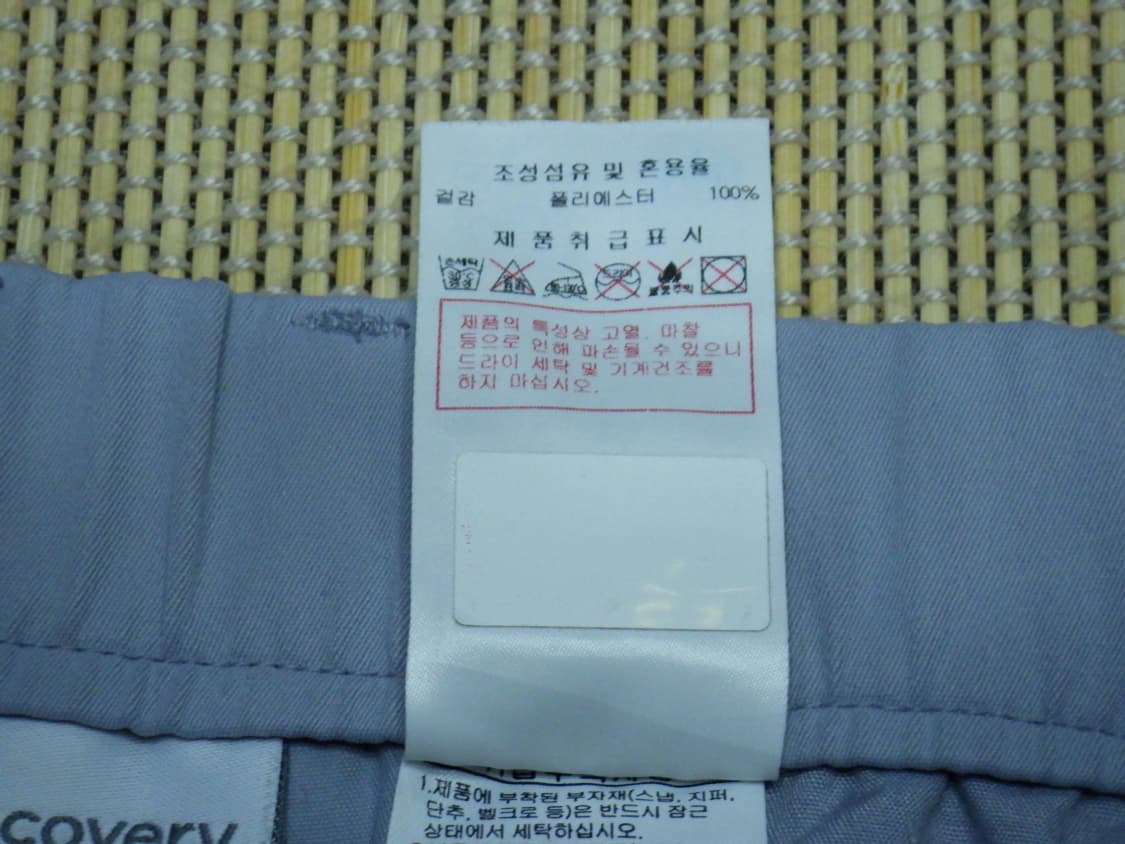 조성섬유 및 혼용율
겉감 폴리에스터 100%
제 품 취 급 표 시
손세탁
30℃
중성
드라이
제품의 특성상 고열, 마찰
등으로 인해 파손될 수 있으니
드라이 세탁 및 기계건조를
하지 마십시오.
1.제품에 부착된 부자재(스냅, 지퍼,
단추, 벨크로 등)은 반드시 잠근
상태에서 세탁하십시오.
covery